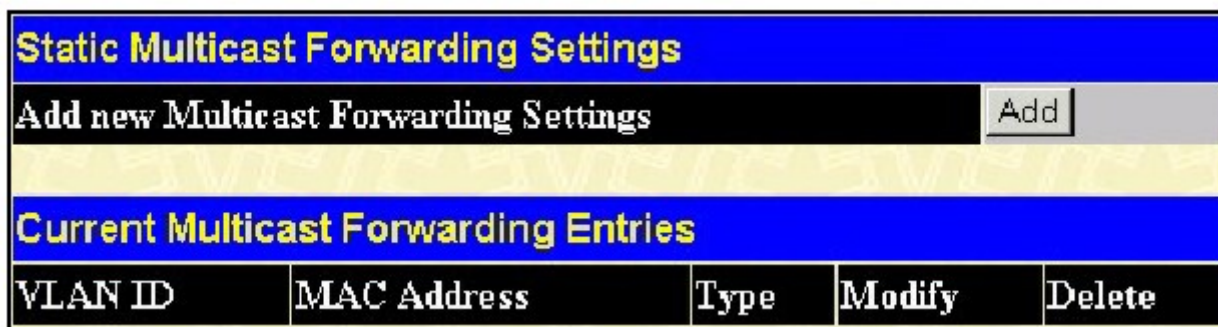 Static Multicast Forwarding Settings
Add new Multicast Forwarding Settings Add
Current Multicast Forwarding Entries
VLAN ID MAC Address Type Modify Delete